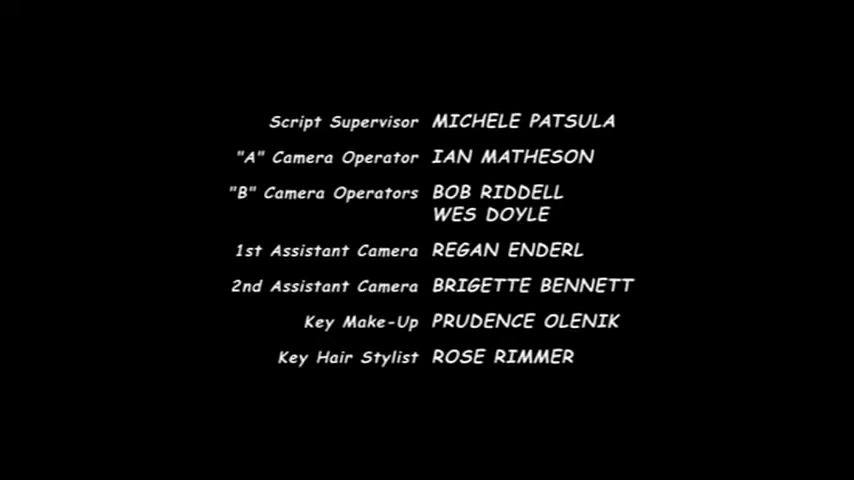 Script Supervisor MICHELE PATSULA
"A" Camera Operator IAN MATHESON
"B" Camera Operators BOB RIDDELL
WES DOYLE
1st Assistant Camera REGAN ENDERL
2nd Assistant Camera BRIGETTE BENNETT
Key Make-Up PRUDENCE OLENIK
Key Hair Stylist ROSE RIMMER